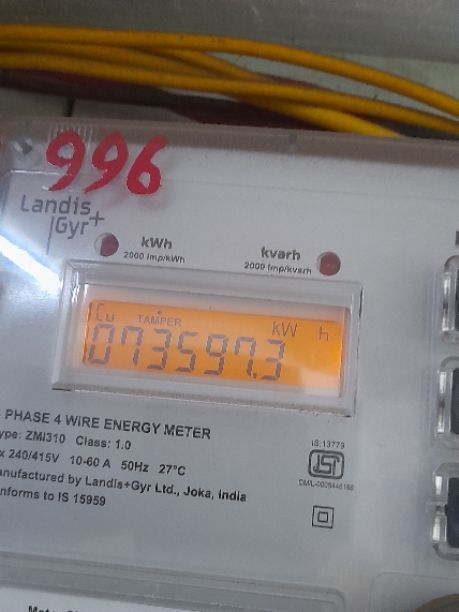 996
Landis
Gyr+
kWh
2000 imp/kWh
kvarh
2000 imp/kvarh
Cu TAMPER kW h
073597.3
PHASE 4 WIRE ENERGY METER
ype: ZMI310 Class: 1.0
x 240/415V 10-60 A 50Hz 27°C
anufactured by Landis+Gyr Ltd., Joka, India
nforms to IS 15959
IS:13779